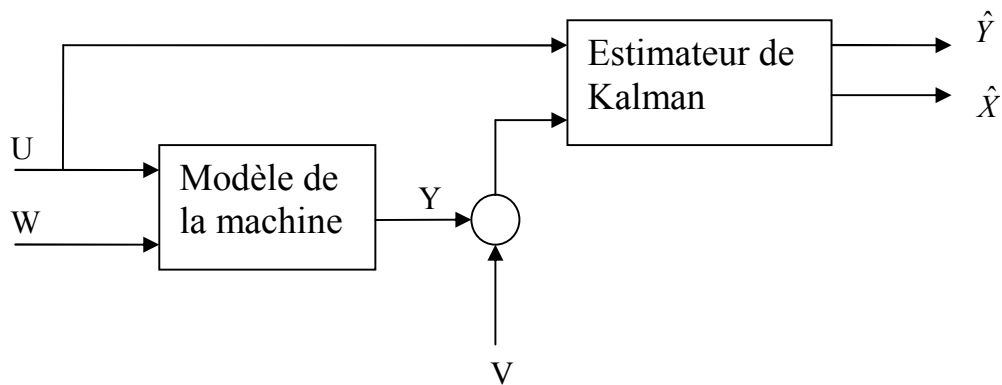 Ŷ
Estimateur de
Kalman
X̂
U
Modèle de
la machine
Y
W
V